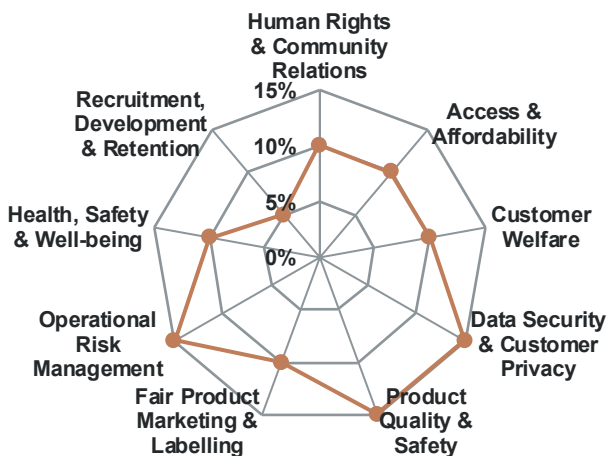 Human Rights
& Community
Relations
15%
10%
5%
0%
Access &
Affordability
Customer
Welfare
Data Security
& Customer
Privacy
Product
Quality &
Safety
Fair Product
Marketing &
Labelling
Operational
Risk
Management
Health, Safety
& Well-being
Recruitment,
Development
& Retention